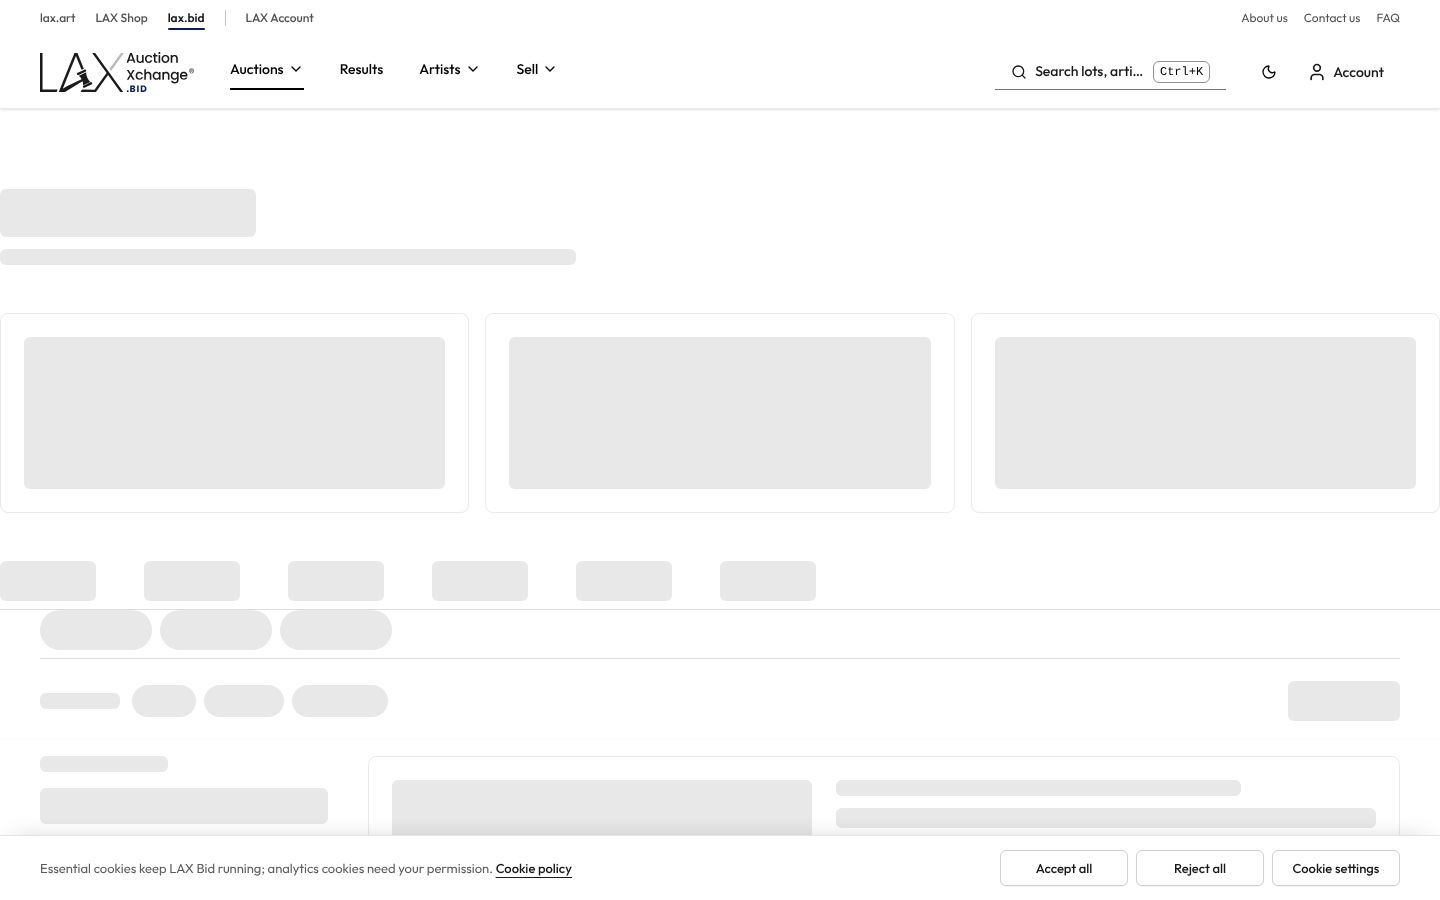 lax.art LAX Shop lax.bid LAX Account About us Contact us FAQ
LAX Auction Xchange® .BID
Auctions Results Artists Sell Search lots, arti... Ctrl+K Account
Essential cookies keep LAX Bid running; analytics cookies need your permission. Cookie policy Accept all Reject all Cookie settings